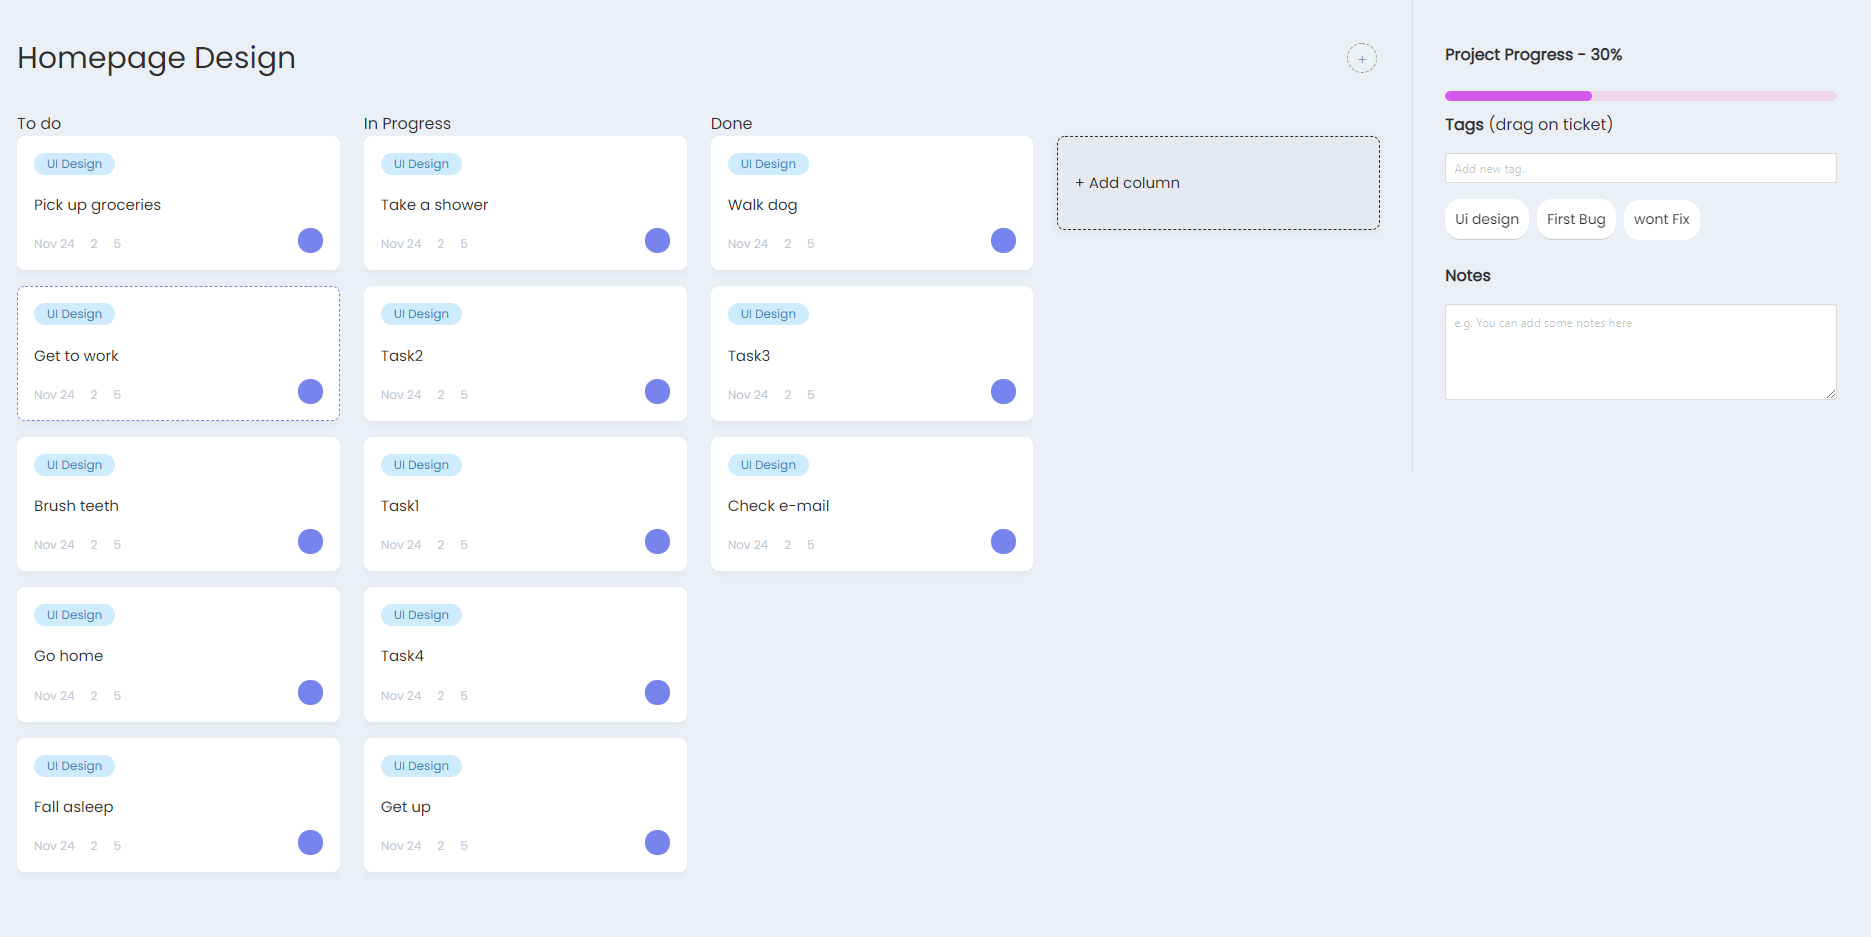 Homepage Design
+
To do
UI Design
Pick up groceries
Nov 24 2 5
UI Design
Get to work
Nov 24 2 5
UI Design
Brush teeth
Nov 24 2 5
UI Design
Go home
Nov 24 2 5
UI Design
Fall asleep
Nov 24 2 5
In Progress
UI Design
Take a shower
Nov 24 2 5
UI Design
Task2
Nov 24 2 5
UI Design
Task1
Nov 24 2 5
UI Design
Task4
Nov 24 2 5
UI Design
Get up
Nov 24 2 5
Done
UI Design
Walk dog
Nov 24 2 5
UI Design
Task3
Nov 24 2 5
UI Design
Check e-mail
Nov 24 2 5
+ Add column
Project Progress - 30%
Tags (drag on ticket)
Add new tag..
Ui design First Bug wont Fix
Notes
e.g. You can add some notes here